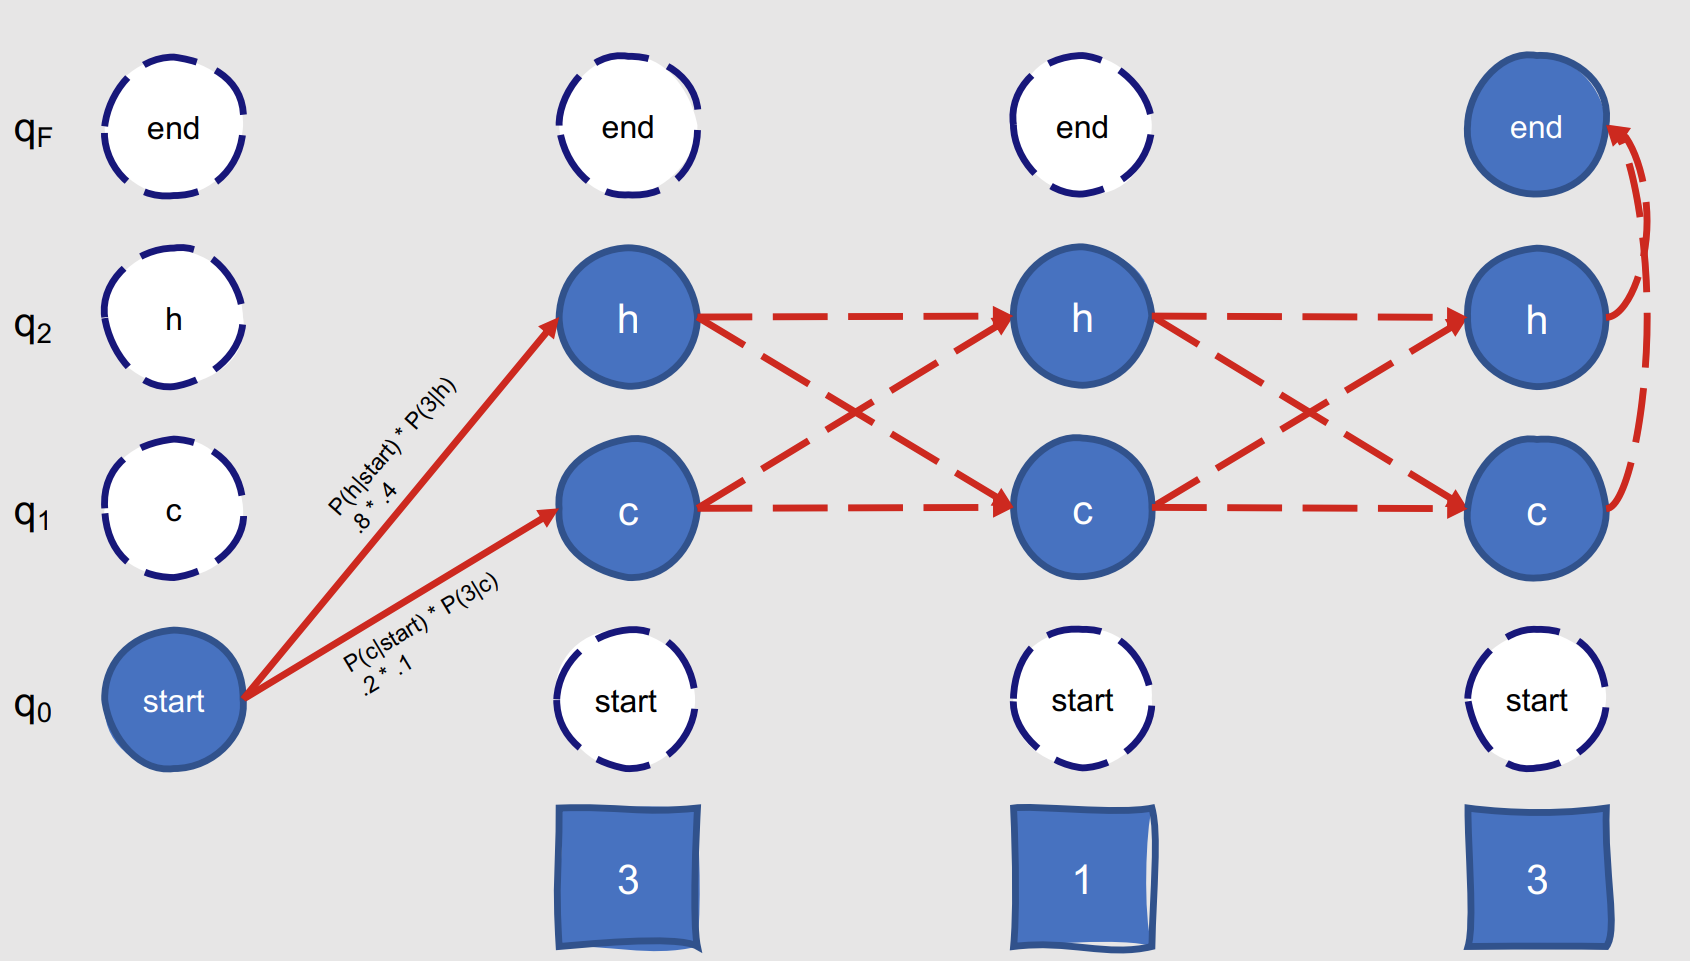 qF end end end end
q2 h h h h
P(h|start) * P(3|h)
.8 * .4
q1 c c c c
P(c|start) * P(3|c)
.2 * .1
q0 start start start start
3 1 3